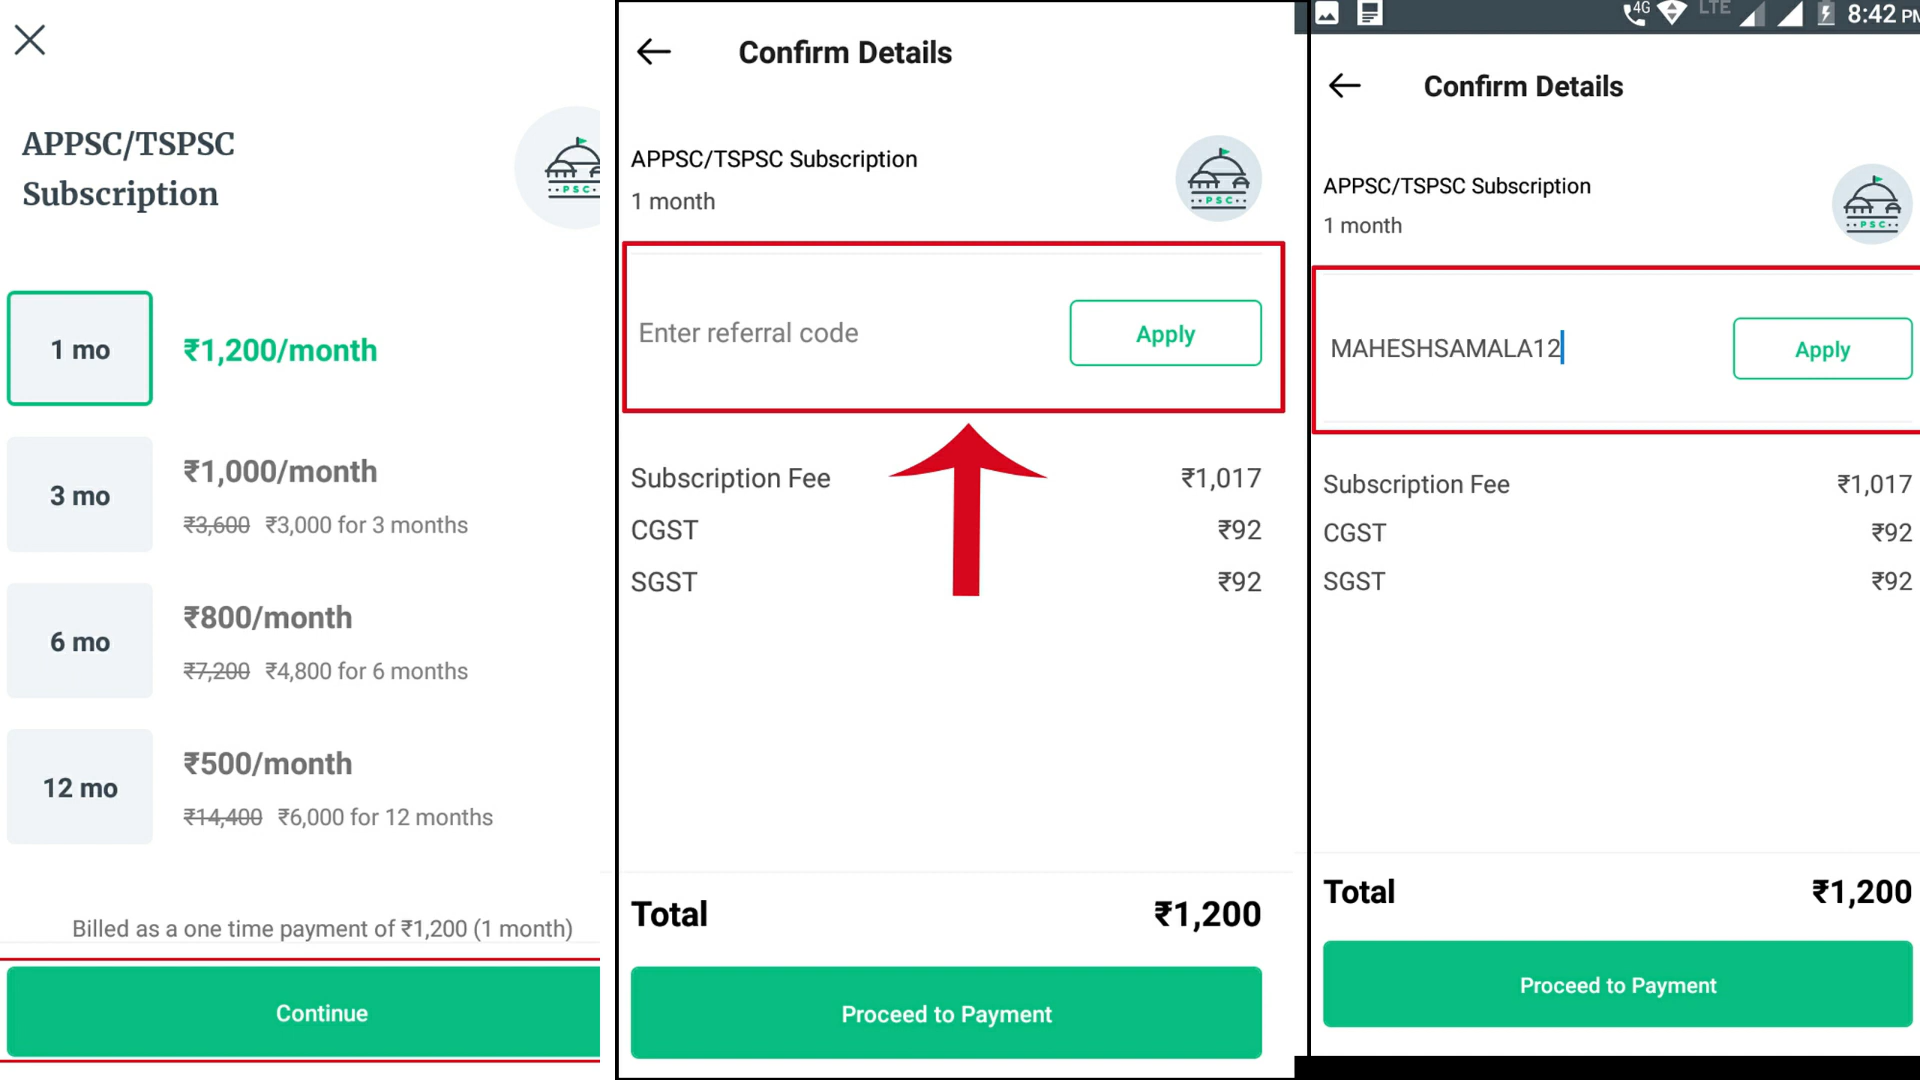 APPSC/TSPSC
Subscription
PSC
1 mo
₹1,200/month
3 mo
₹1,000/month
₹3,600 ₹3,000 for 3 months
6 mo
₹800/month
₹7,200 ₹4,800 for 6 months
12 mo
₹500/month
₹14,400 ₹6,000 for 12 months
Billed as a one time payment of ₹1,200 (1 month)
Continue
Confirm Details
APPSC/TSPSC Subscription
1 month
PSC
Enter referral code
Apply
Subscription Fee ₹1,017
CGST ₹92
SGST ₹92
Total ₹1,200
Proceed to Payment
4G LTE 8:42 PM
Confirm Details
APPSC/TSPSC Subscription
1 month
PSC
MAHESHSAMALA12
Apply
Subscription Fee ₹1,017
CGST ₹92
SGST ₹92
Total ₹1,200
Proceed to Payment